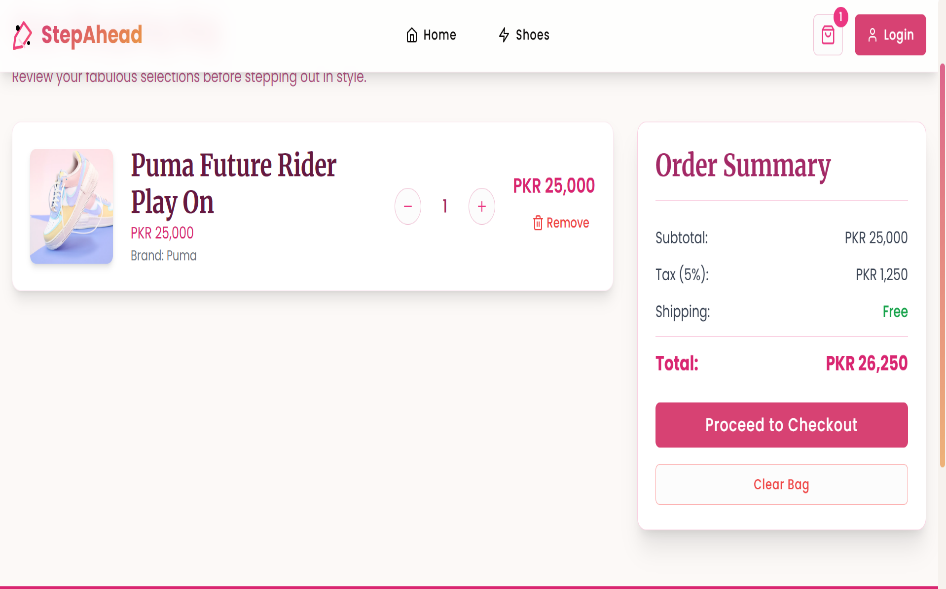 StepAhead
Home
Shoes
1
Login
Review your fabulous selections before stepping out in style.
Puma Future Rider
Play On
PKR 25,000
Brand: Puma
−
1
+
PKR 25,000
Remove
Order Summary
Subtotal:
PKR 25,000
Tax (5%):
PKR 1,250
Shipping:
Free
Total:
PKR 26,250
Proceed to Checkout
Clear Bag